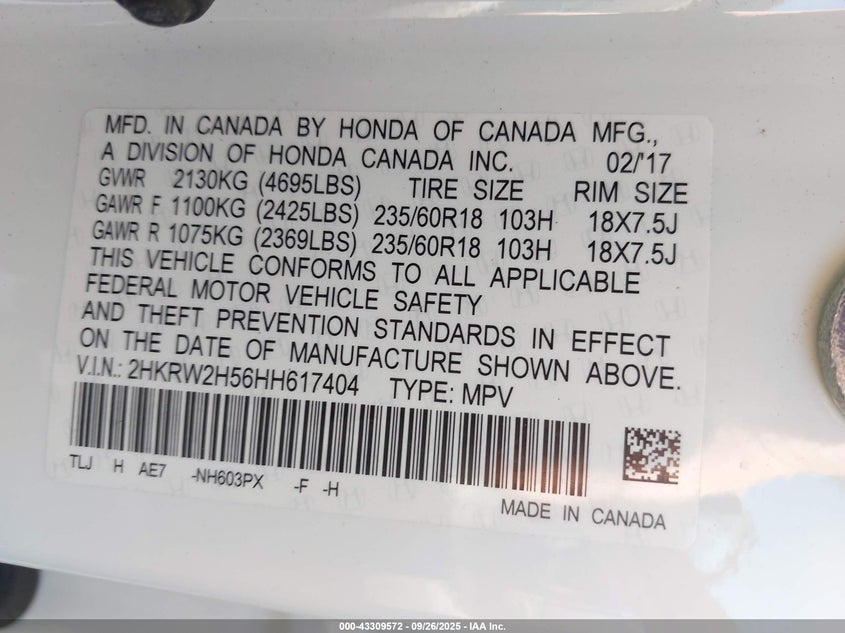 MFD. IN CANADA BY HONDA OF CANADA MFG.,
A DIVISION OF HONDA CANADA INC. 02/'17
GVWR 2130KG (4695LBS) TIRE SIZE RIM SIZE
GAWR F 1100KG (2425LBS) 235/60R18 103H 18X7.5J
GAWR R 1075KG (2369LBS) 235/60R18 103H 18X7.5J
THIS VEHICLE CONFORMS TO ALL APPLICABLE
FEDERAL MOTOR VEHICLE SAFETY
AND THEFT PREVENTION STANDARDS IN EFFECT
ON THE DATE OF MANUFACTURE SHOWN ABOVE.
V.I.N.: 2HKRW2H56HH617404 TYPE: MPV
TLJ H AE7 -NH603PX -F -H
MADE IN CANADA
000-43309572 - 09/26/2025 - IAA Inc.